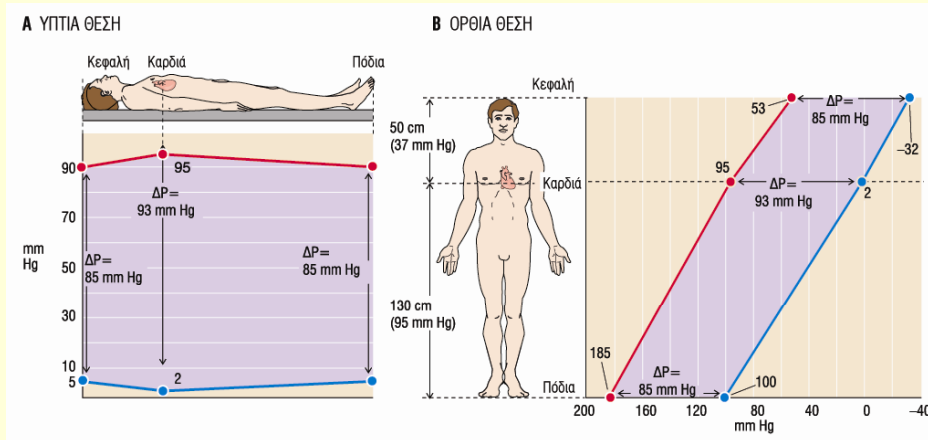 A ΥΠΤΙΑ ΘΕΣΗ
Κεφαλή Καρδιά Πόδια
90
70
mm
Hg
50
30
10
5
95
ΔP=
93 mm Hg
ΔP=
85 mm Hg
ΔP=
85 mm Hg
2
B ΟΡΘΙΑ ΘΕΣΗ
Κεφαλή
50 cm
(37 mm Hg)
Καρδιά
130 cm
(95 mm Hg)
Πόδια
53
ΔP=
85 mm Hg
–32
95
ΔP=
93 mm Hg
2
185
ΔP=
85 mm Hg
100
200 160 120 80 40 0 –40
mm Hg